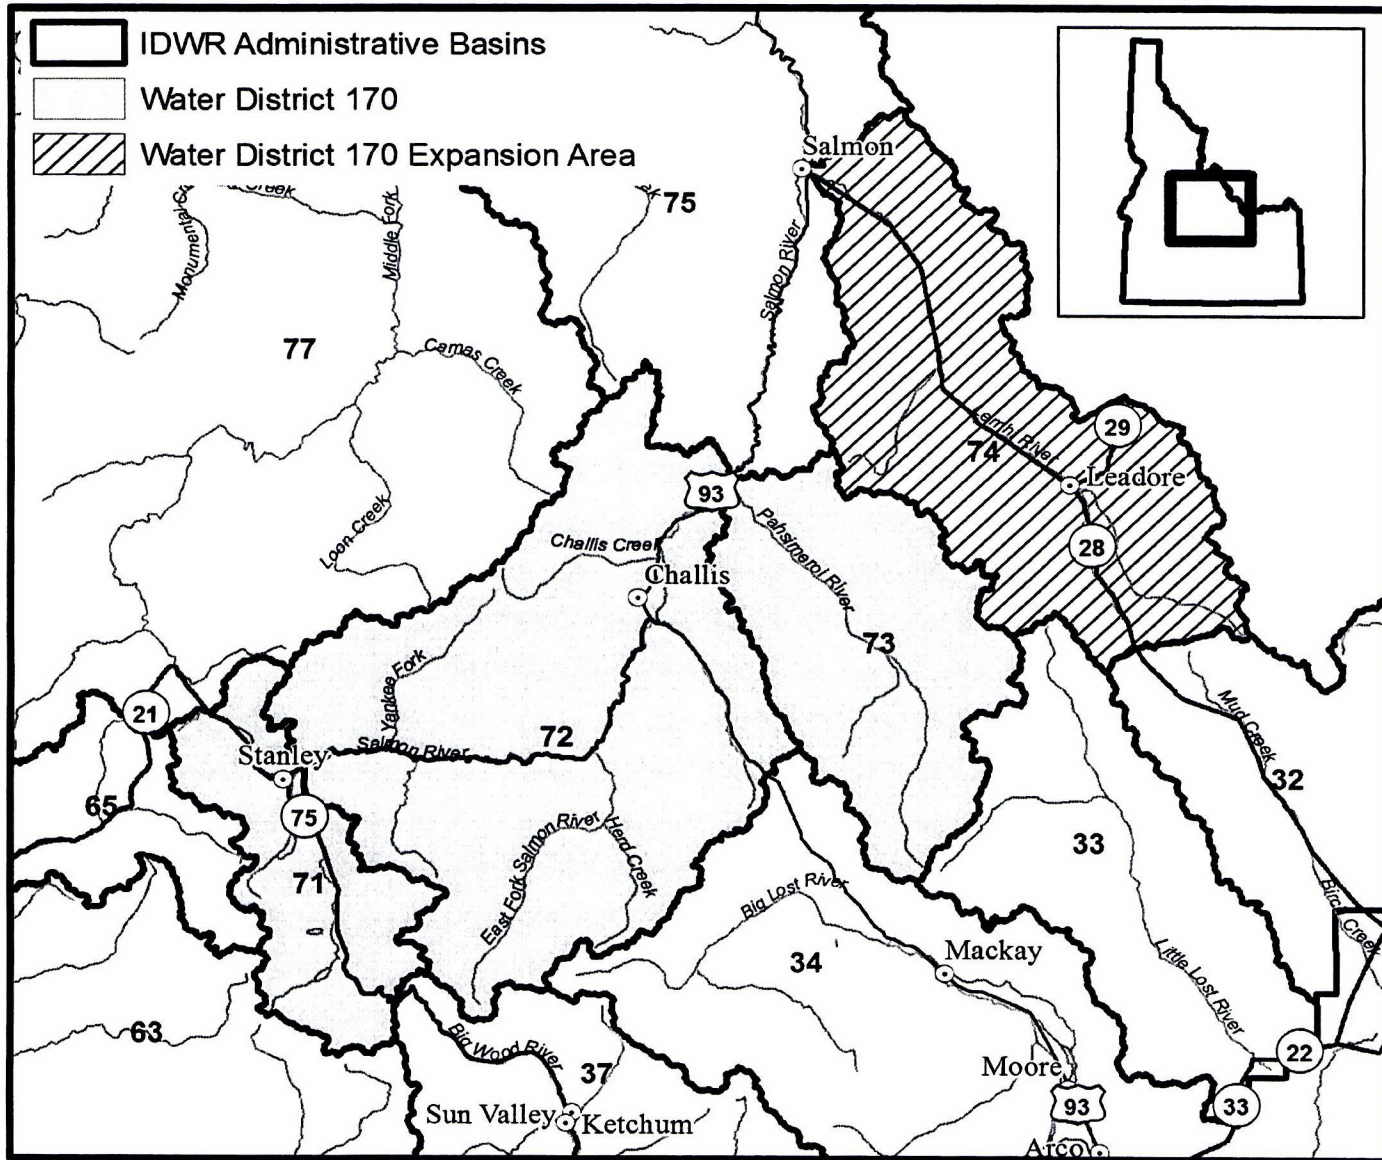 IDWR Administrative Basins
Water District 170
Water District 170 Expansion Area
Salmon
75
Creek
Monumental
Middle Fork
Salmon River
77
Camas Creek
29
Lemhi River
74
Leadore
93
Pahsimeroi River
Loon Creek
Challis Creek
28
Challis
73
Yankee Fork
21
Mud Creek
Stanley
Salmon River
72
32
65
75
East Fork Salmon River
Herd Creek
33
71
Big Lost River
Birch Creek
Mackay
34
Little Lost River
63
Big Wood River
22
37
Moore
93
33
Sun Valley
Ketchum
Arco